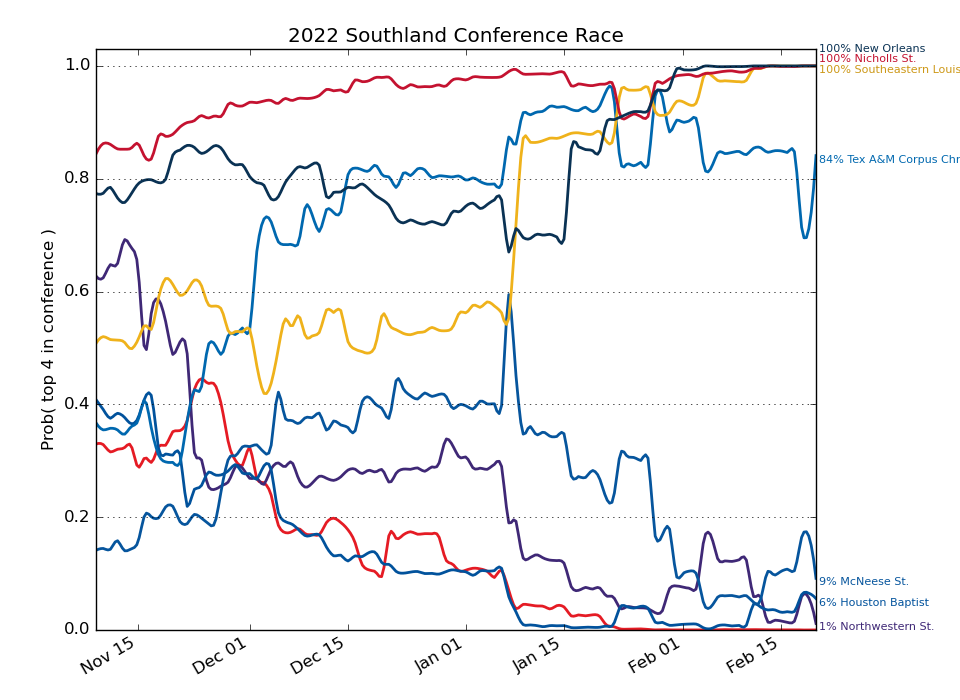 2022 Southland Conference Race
Prob( top 4 in conference )
1.0
0.8
0.6
0.4
0.2
0.0
Nov 15
Dec 01
Dec 15
Jan 01
Jan 15
Feb 01
Feb 15
100% New Orleans
100% Nicholls St.
100% Southeastern Louis
84% Tex A&M Corpus Chr
9% McNeese St.
6% Houston Baptist
1% Northwestern St.